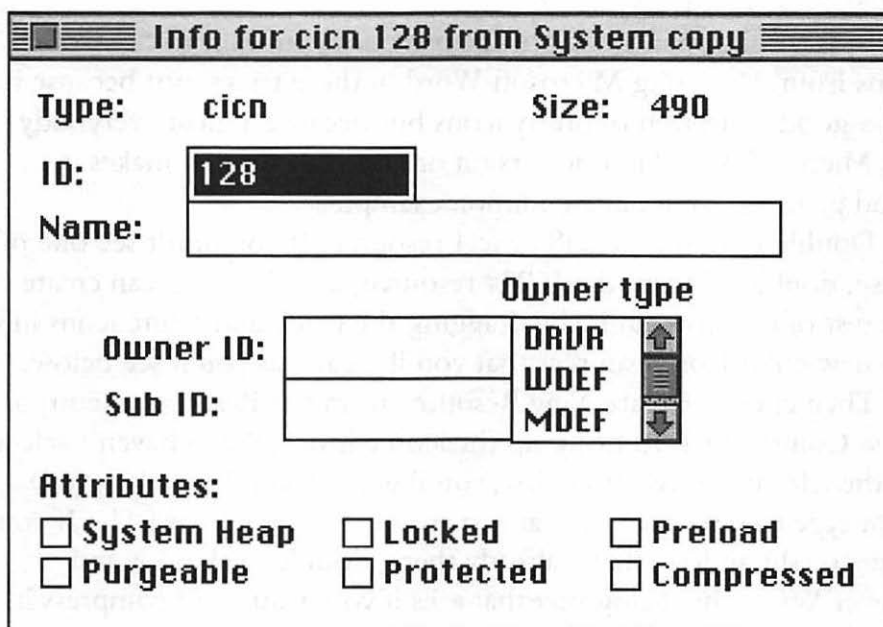 Info for cicn 128 from System copy
Type: cicn Size: 490
ID: 128
Name:
Owner type
Owner ID: DRVR
WDEF
Sub ID: MDEF
Attributes:
System Heap Locked Preload
Purgeable Protected Compressed